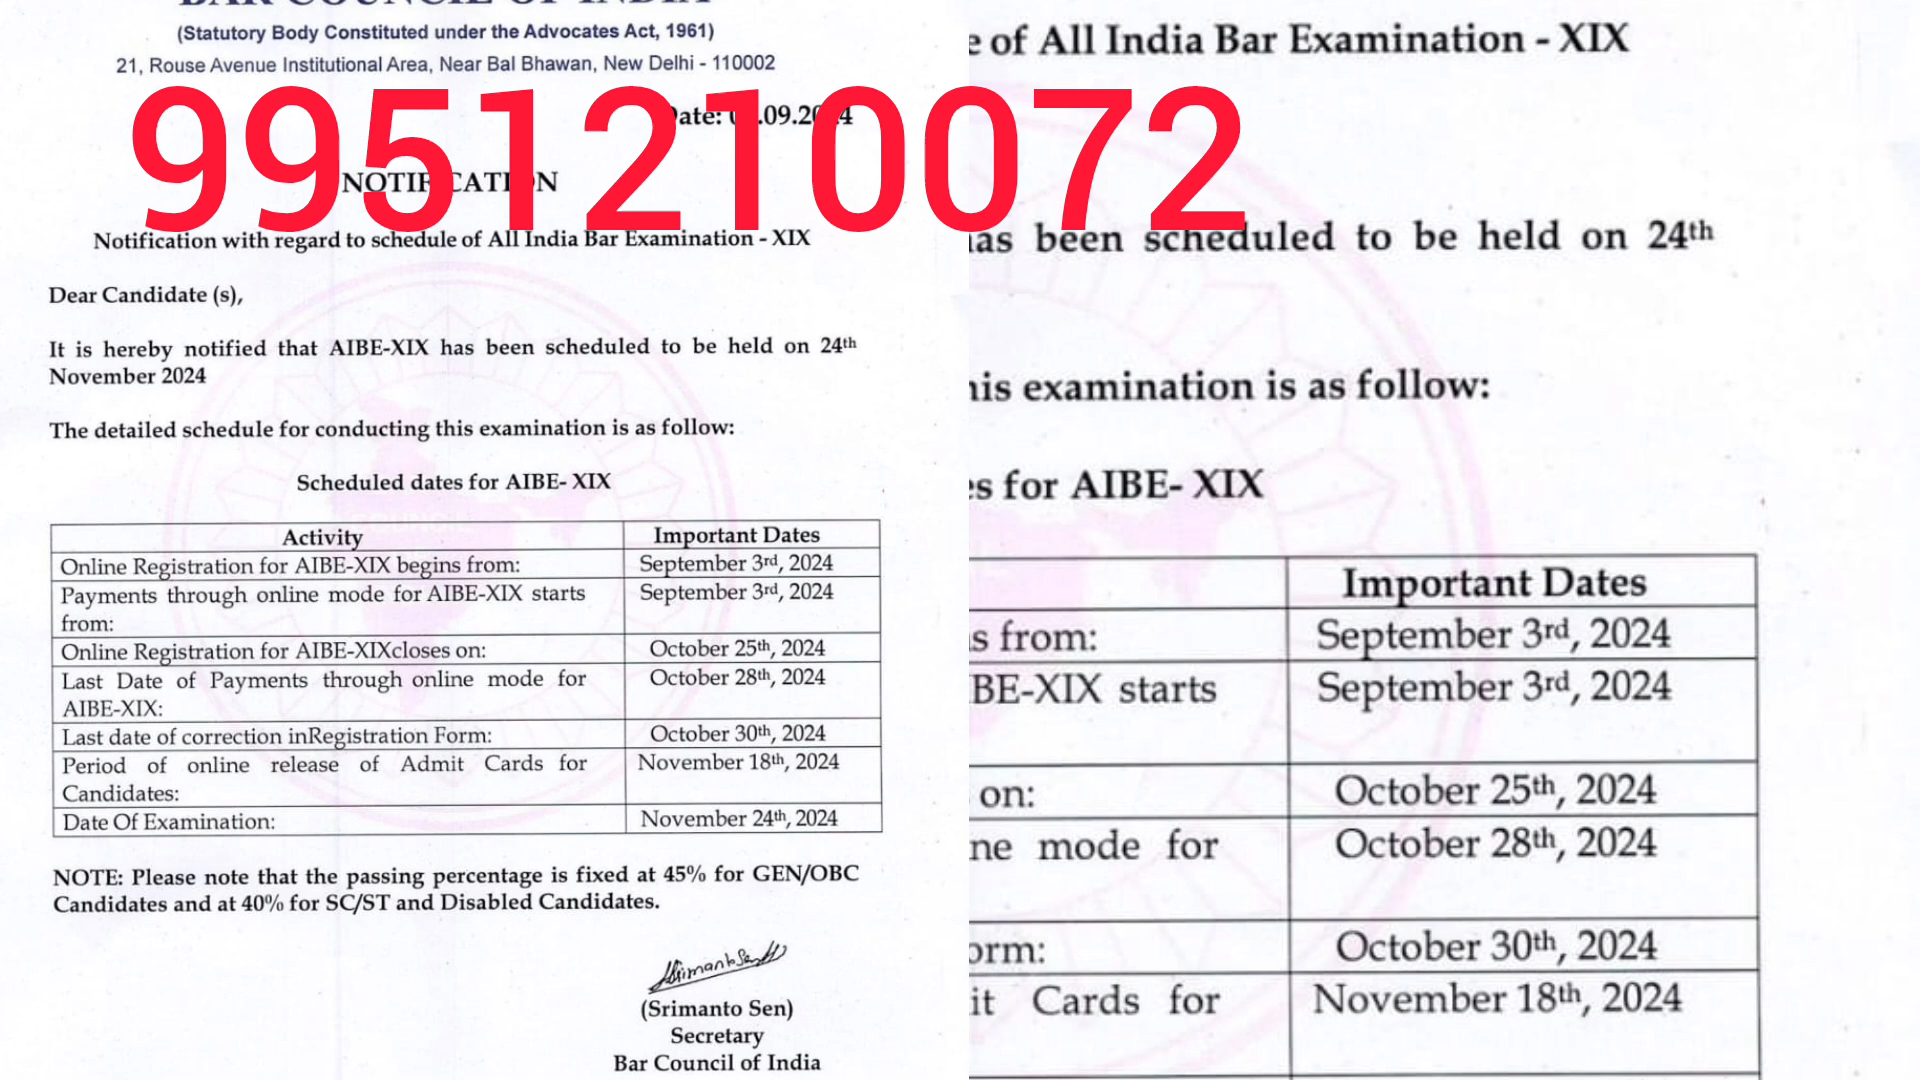 BAR COUNCIL OF INDIA
(Statutory Body Constituted under the Advocates Act, 1961)
21, Rouse Avenue Institutional Area, Near Bal Bhawan, New Delhi - 110002
9951210072
NOTIFICATION
Notification with regard to schedule of All India Bar Examination - XIX
Dear Candidate (s),
It is hereby notified that AIBE-XIX has been scheduled to be held on 24th
November 2024
The detailed schedule for conducting this examination is as follow:
Scheduled dates for AIBE- XIX
Activity Important Dates
Online Registration for AIBE-XIX begins from: September 3rd, 2024
Payments through online mode for AIBE-XIX starts September 3rd, 2024
from:
Online Registration for AIBE-XIXcloses on: October 25th, 2024
Last Date of Payments through online mode for October 28th, 2024
AIBE-XIX:
Last date of correction inRegistration Form: October 30th, 2024
Period of online release of Admit Cards for November 18th, 2024
Candidates:
Date Of Examination: November 24th, 2024
NOTE: Please note that the passing percentage is fixed at 45% for GEN/OBC
Candidates and at 40% for SC/ST and Disabled Candidates.
(Srimanto Sen)
Secretary
Bar Council of India
of All India Bar Examination - XIX
been scheduled to be held on 24th
examination is as follow:
for AIBE- XIX
Important Dates
from: September 3rd, 2024
BE-XIX starts September 3rd, 2024
on: October 25th, 2024
mode for October 28th, 2024
October 30th, 2024
Cards for November 18th, 2024